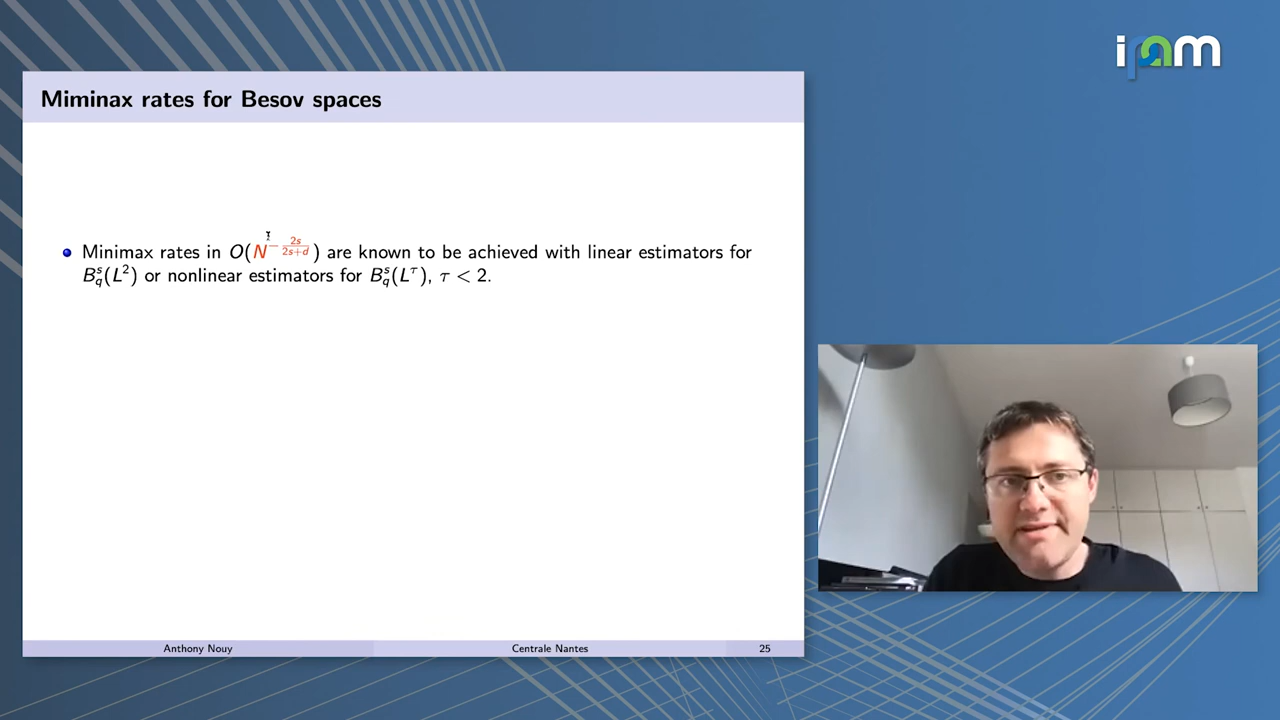 ipam
Miminax rates for Besov spaces
Minimax rates in O(N^{-\frac{2s}{2s+d}}) are known to be achieved with linear estimators for
B^s_q(L^2) or nonlinear estimators for B^s_q(L^τ), τ < 2.
Anthony Nouy Centrale Nantes 25